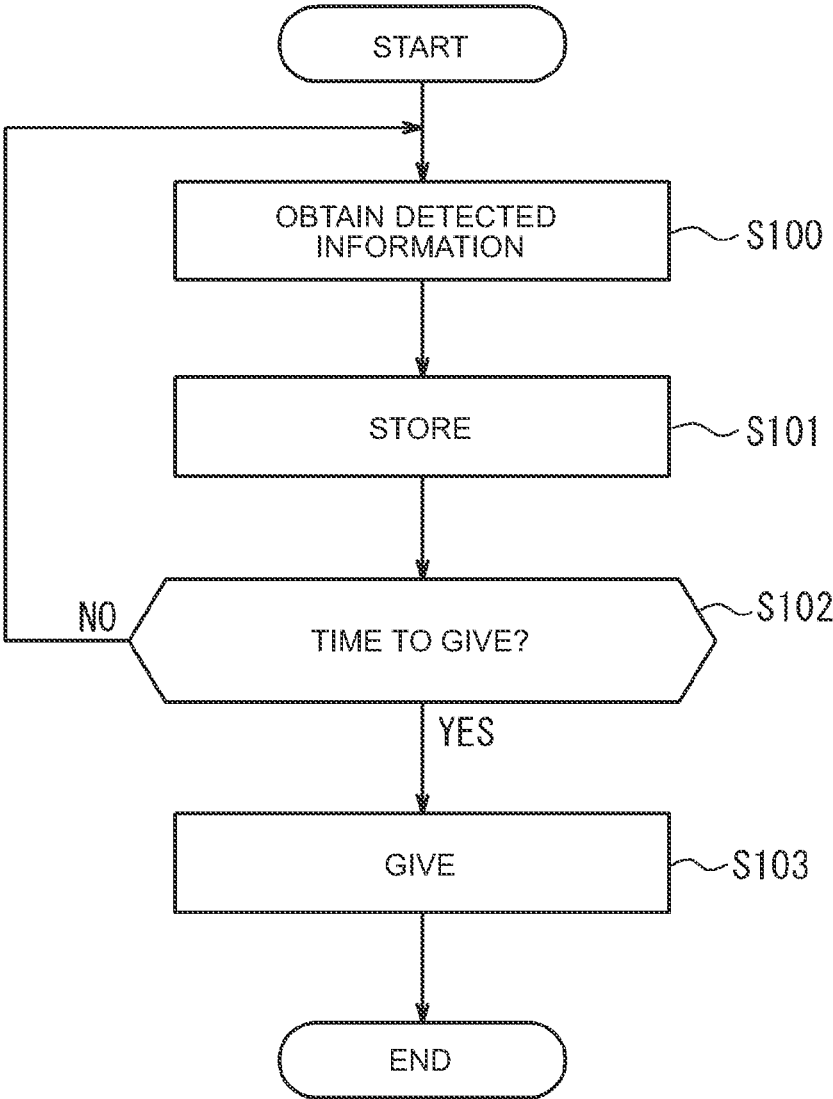 START
OBTAIN DETECTED
INFORMATION
S100
STORE
S101
TIME TO GIVE?
S102
NO
YES
GIVE
S103
END